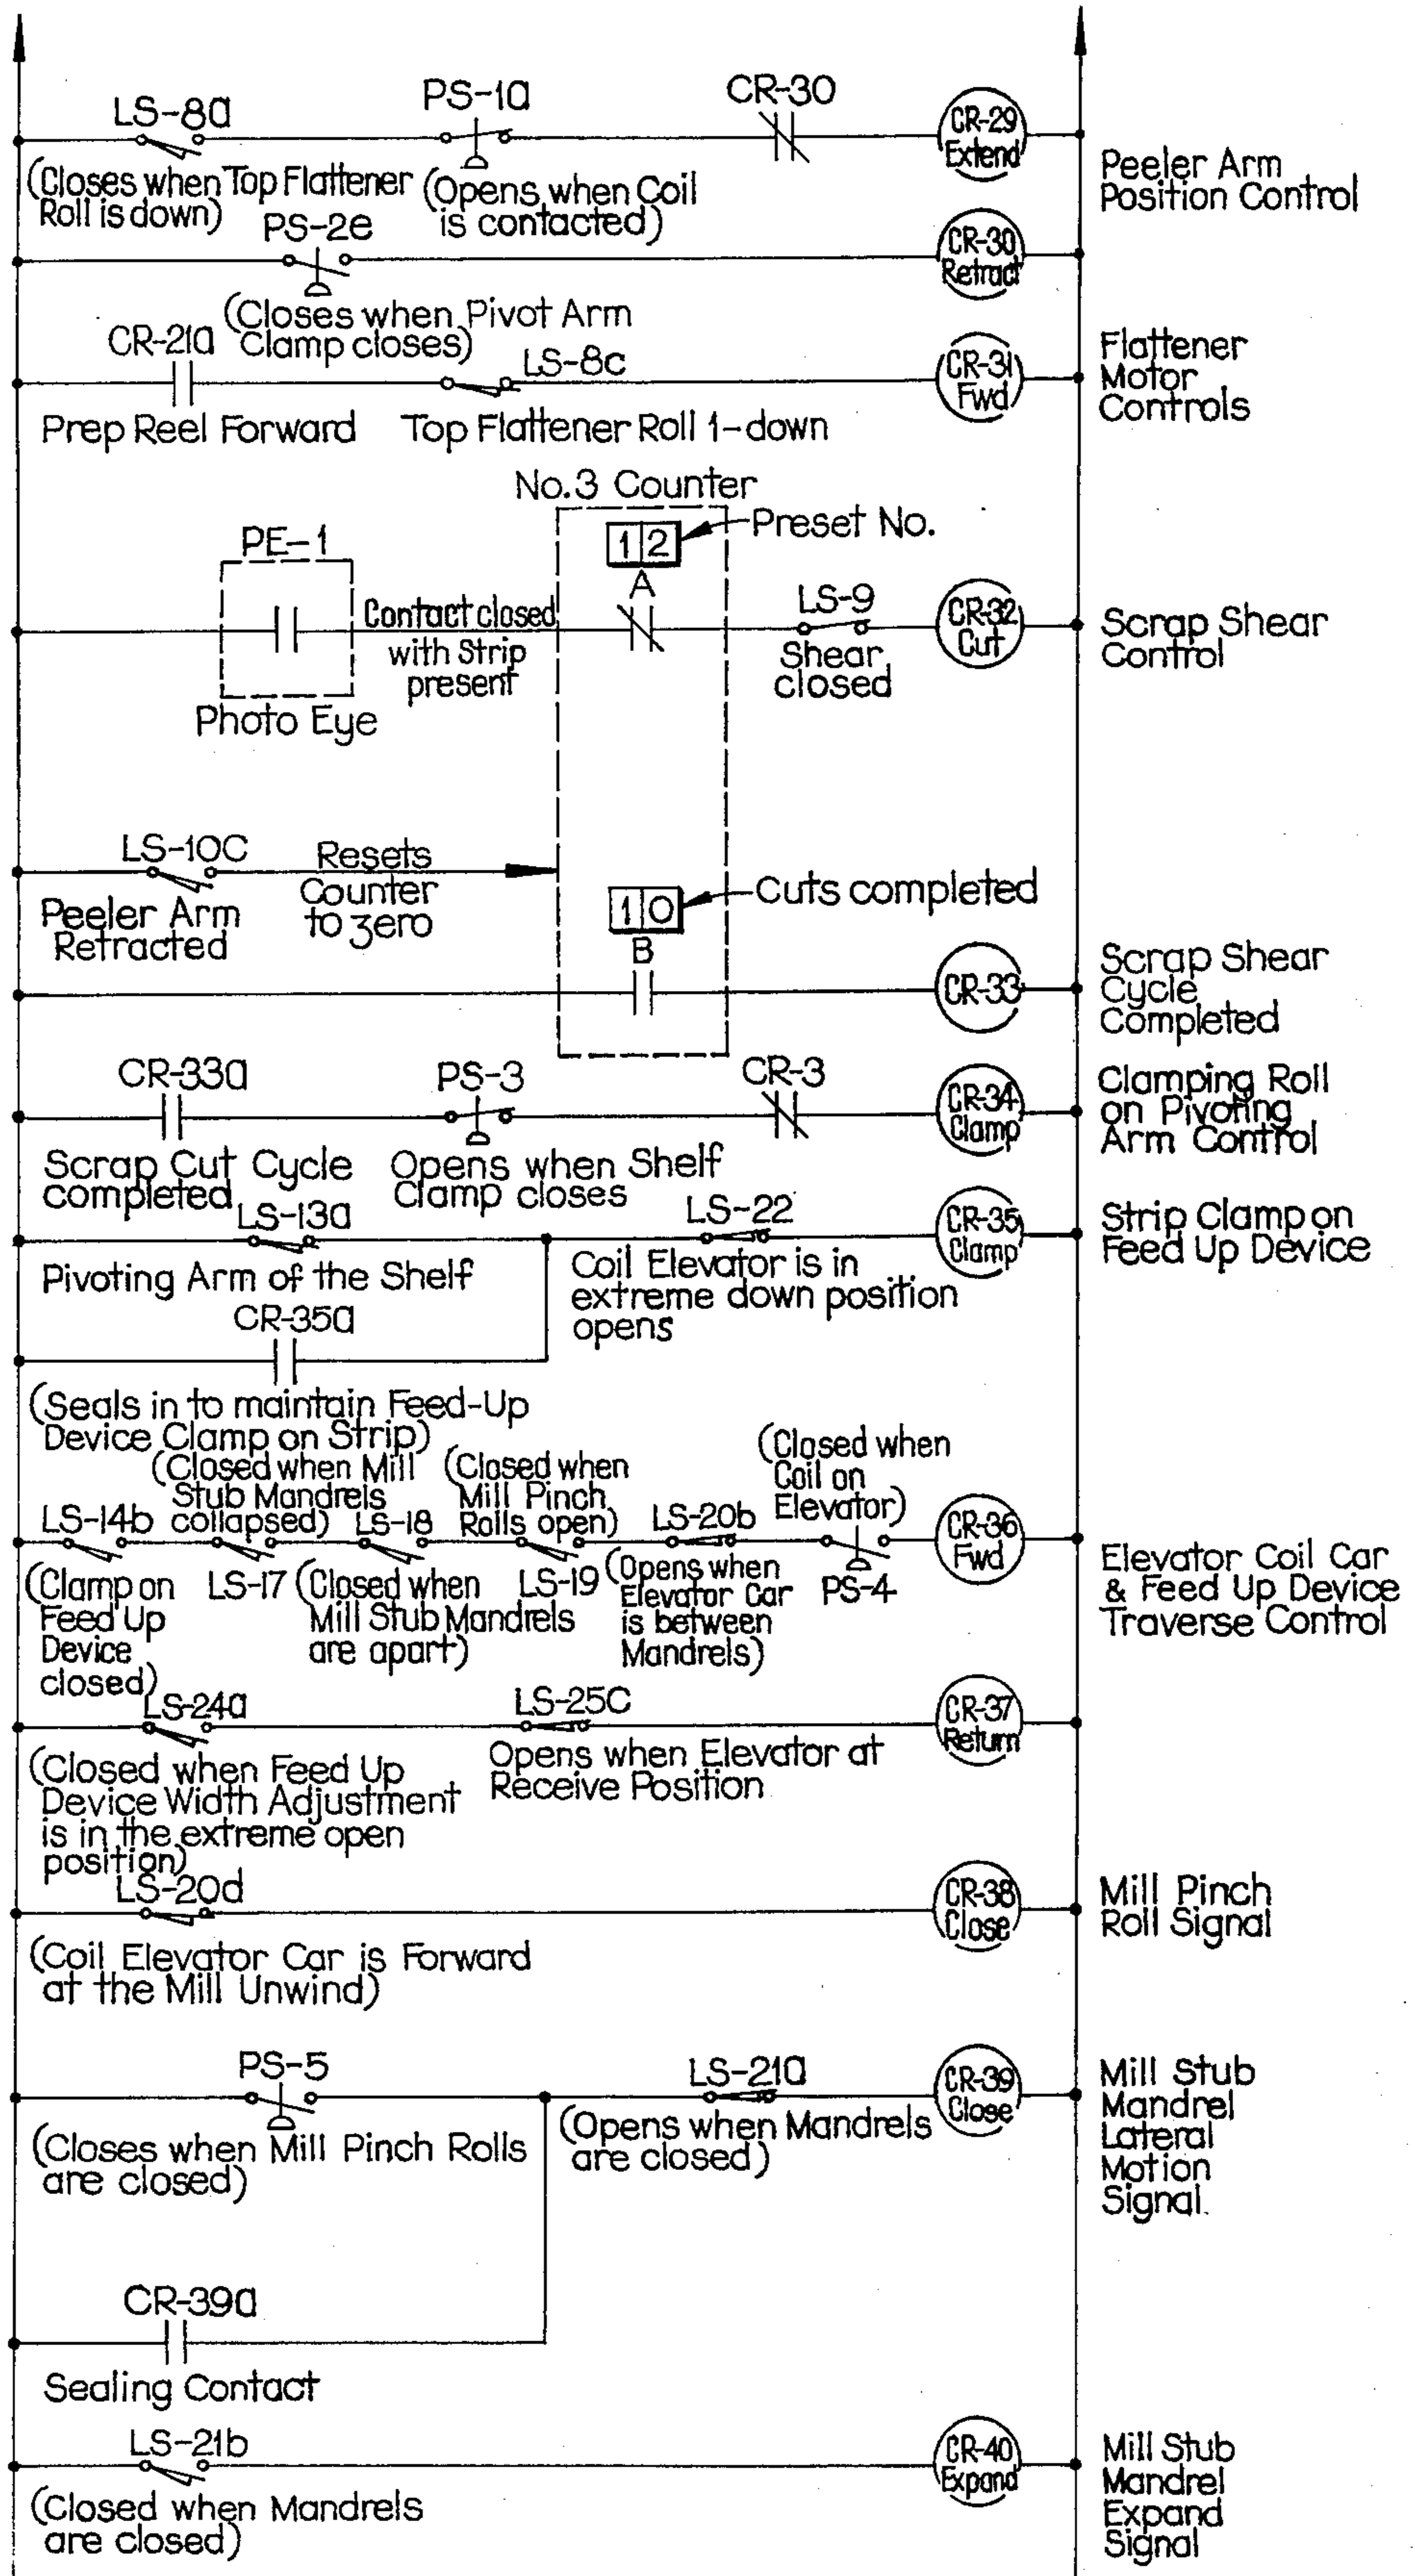 LS-8a
PS-1a
CR-30
CR-29
Extend
(Closes when Top Flattener
Roll is down)
(Opens when Coil
is contacted)
Peeler Arm
Position Control
PS-2e
CR-30
Retract
(Closes when Pivot Arm
Clamp closes)
CR-21a
LS-8c
CR-31
Fwd
Prep Reel Forward
Top Flattener Roll 1-down
Flattener
Motor
Controls
No.3 Counter
1 2
Preset No.
A
PE-1
Contact closed
with Strip
present
Photo Eye
LS-9
Shear
closed
CR-32
Cut
Scrap Shear
Control
LS-10C
Resets
Counter
to zero
Peeler Arm
Retracted
1 0
Cuts completed
B
CR-33
Scrap Shear
Cycle
Completed
CR-33a
PS-3
CR-3
CR-34
Clamp
Scrap Cut Cycle
completed
Opens when Shelf
Clamp closes
Clamping Roll
on Pivoting
Arm Control
LS-13a
LS-22
CR-35
Clamp
Pivoting Arm of the Shelf
Coil Elevator is in
extreme down position
opens
Strip Clamp on
Feed Up Device
CR-35a
(Seals in to maintain Feed-Up
Device Clamp on Strip)
(Closed when Mill
Stub Mandrels
collapsed)
(Closed when
Mill Pinch
Rolls open)
(Closed when
Coil on
Elevator)
LS-14b
LS-18
LS-20b
CR-36
Fwd
(Clamp on
Feed Up
Device
closed)
LS-17
(Closed when
Mill Stub Mandrels
are apart)
LS-19
(Opens when
Elevator Car
is between
Mandrels)
PS-4
Elevator Coil Car
& Feed Up Device
Traverse Control
LS-24a
LS-25C
CR-37
Return
(Closed when Feed Up
Device Width Adjustment
is in the extreme open
position)
Opens when Elevator at
Receive Position
LS-20d
CR-38
Close
(Coil Elevator Car is Forward
at the Mill Unwind)
Mill Pinch
Roll Signal
PS-5
LS-21a
CR-39
Close
(Closes when Mill Pinch Rolls
are closed)
(Opens when Mandrels
are closed)
Mill Stub
Mandrel
Lateral
Motion
Signal.
CR-39a
Sealing Contact
LS-21b
CR-40
Expand
(Closed when Mandrels
are closed)
Mill Stub
Mandrel
Expand
Signal